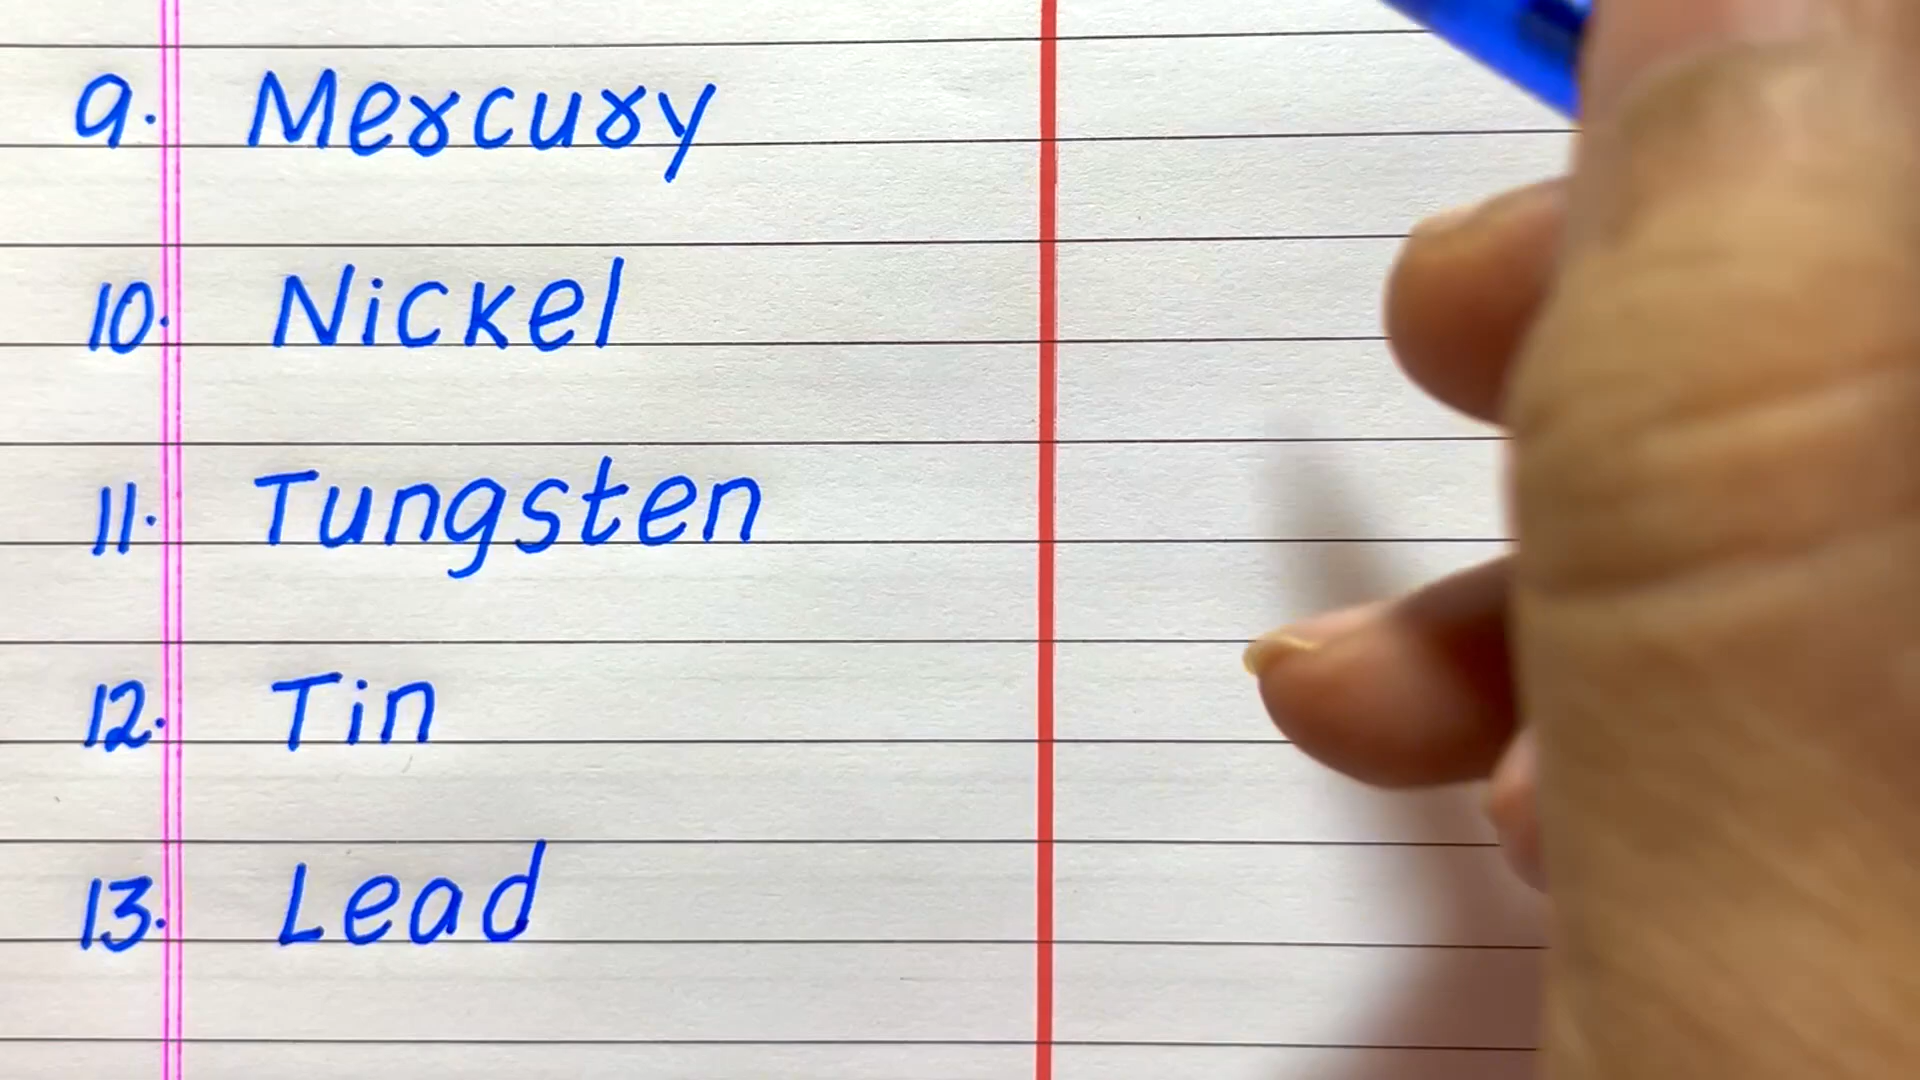 9. Mercury
10. Nickel
11. Tungsten
12. Tin
13. Lead